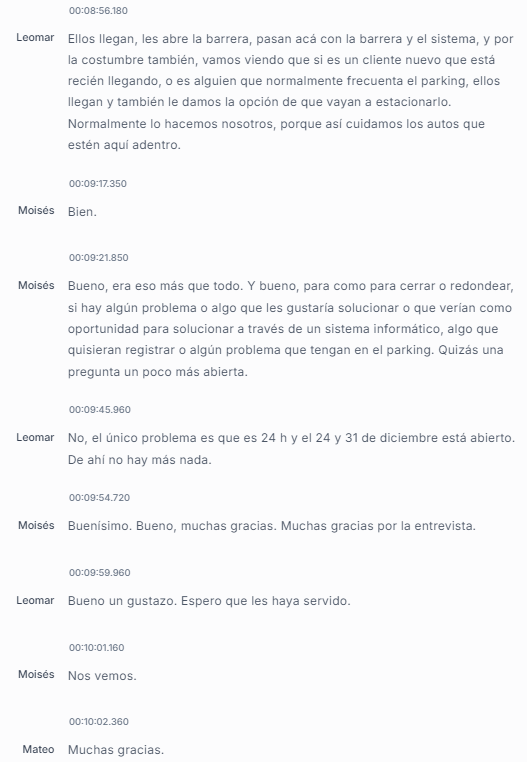 00:08:56.180
Leomar Ellos llegan, les abre la barrera, pasan acá con la barrera y el sistema, y por
la costumbre también, vamos viendo que si es un cliente nuevo que está
recién llegando, o es alguien que normalmente frecuenta el parking, ellos
llegan y también le damos la opción de que vayan a estacionarlo.
Normalmente lo hacemos nosotros, porque así cuidamos los autos que
estén aquí adentro.
00:09:17.350
Moisés Bien.
00:09:21.850
Moisés Bueno, era eso más que todo. Y bueno, para como para cerrar o redondear,
si hay algún problema o algo que les gustaría solucionar o que verían como
oportunidad para solucionar a través de un sistema informático, algo que
quisieran registrar o algún problema que tengan en el parking. Quizás una
pregunta un poco más abierta.
00:09:45.960
Leomar No, el único problema es que es 24 h y el 24 y 31 de diciembre está abierto.
De ahí no hay más nada.
00:09:54.720
Moisés Buenísimo. Bueno, muchas gracias. Muchas gracias por la entrevista.
00:09:59.960
Leomar Bueno un gustazo. Espero que les haya servido.
00:10:01.160
Moisés Nos vemos.
00:10:02.360
Mateo Muchas gracias.